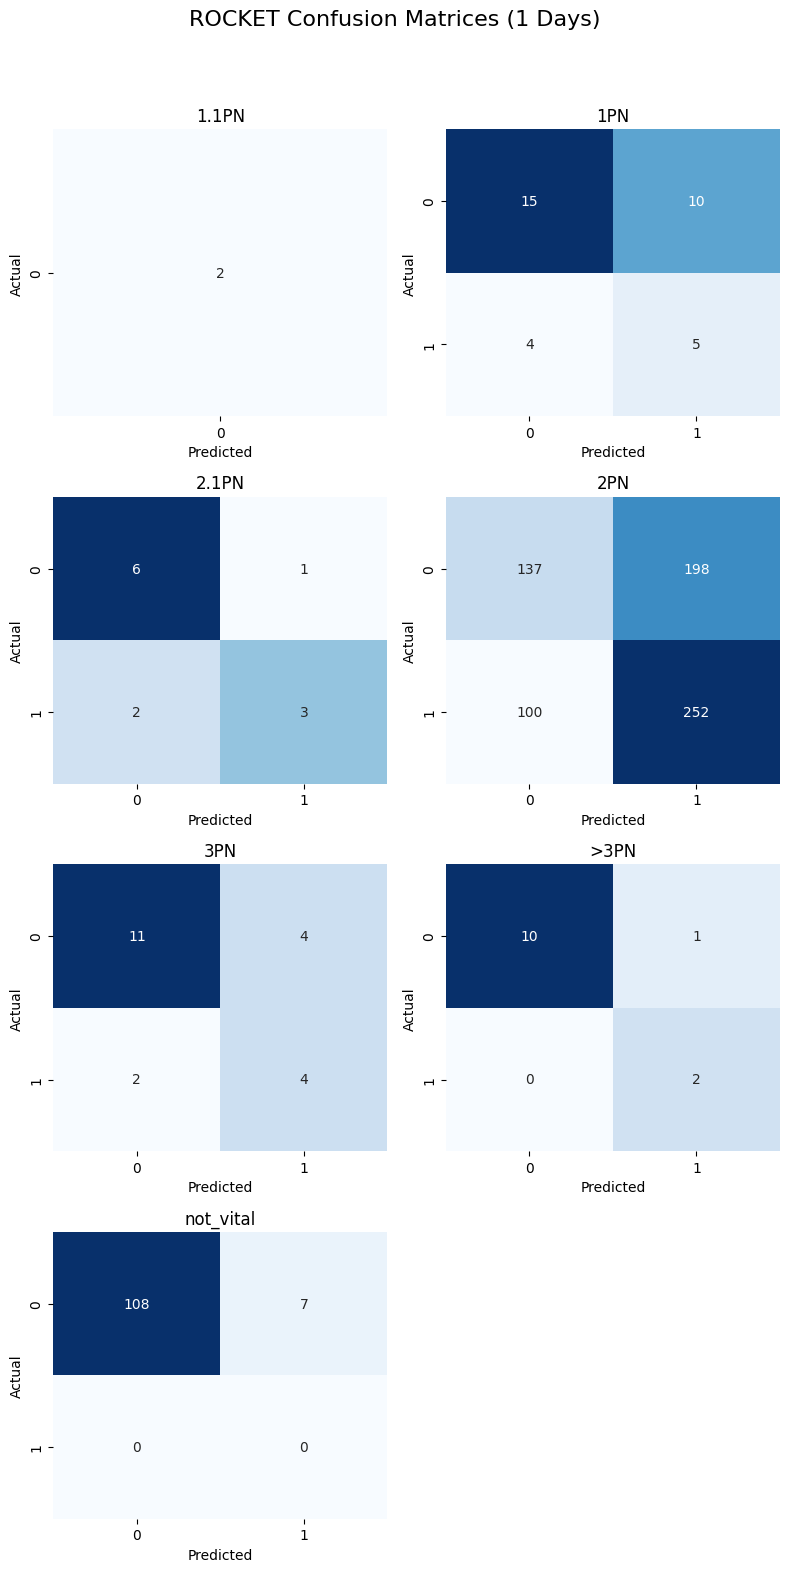 ROCKET Confusion Matrices (1 Days)
1.1PN
Actual
0
2
0
Predicted
1PN
Actual
0
15
10
1
4
5
0
1
Predicted
2.1PN
Actual
0
6
1
1
2
3
0
1
Predicted
2PN
Actual
0
137
198
1
100
252
0
1
Predicted
3PN
Actual
0
11
4
1
2
4
0
1
Predicted
>3PN
Actual
0
10
1
1
0
2
0
1
Predicted
not_vital
Actual
0
108
7
1
0
0
0
1
Predicted